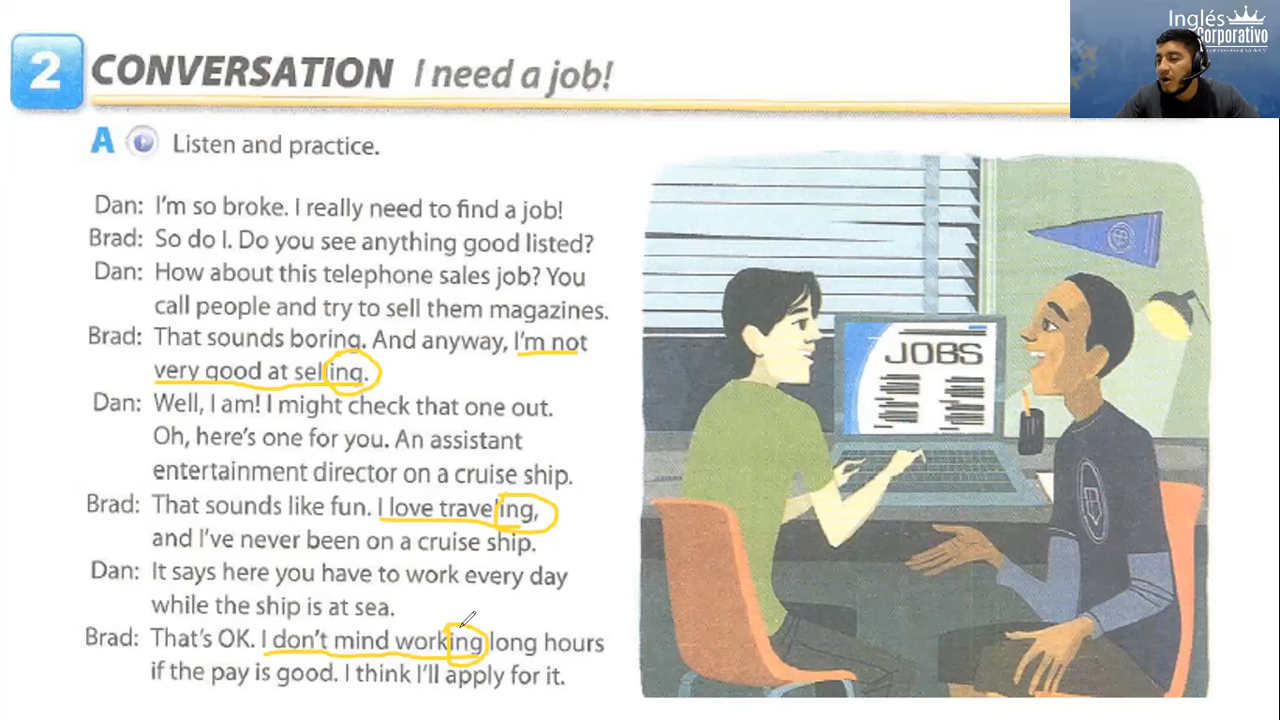 Inglés
Corporativo
2 CONVERSATION I need a job!
A Listen and practice.
Dan: I'm so broke. I really need to find a job!
Brad: So do I. Do you see anything good listed?
Dan: How about this telephone sales job? You
call people and try to sell them magazines.
Brad: That sounds boring. And anyway, I'm not
very good at selling.
Dan: Well, I am! I might check that one out.
Oh, here's one for you. An assistant
entertainment director on a cruise ship.
Brad: That sounds like fun. I love traveling,
and I've never been on a cruise ship.
Dan: It says here you have to work every day
while the ship is at sea.
Brad: That's OK. I don't mind working long hours
if the pay is good. I think I'll apply for it.
JOBS